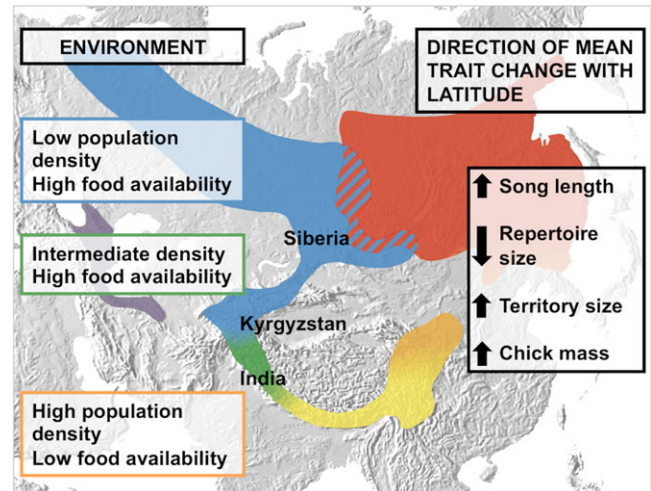 ENVIRONMENT
DIRECTION OF MEAN
TRAIT CHANGE WITH
LATITUDE
Low population
density
High food availability
Intermediate density
High food availability
High population
density
Low food availability
Siberia
Kyrgyzstan
India
Song length
Repertoire
size
Territory size
Chick mass